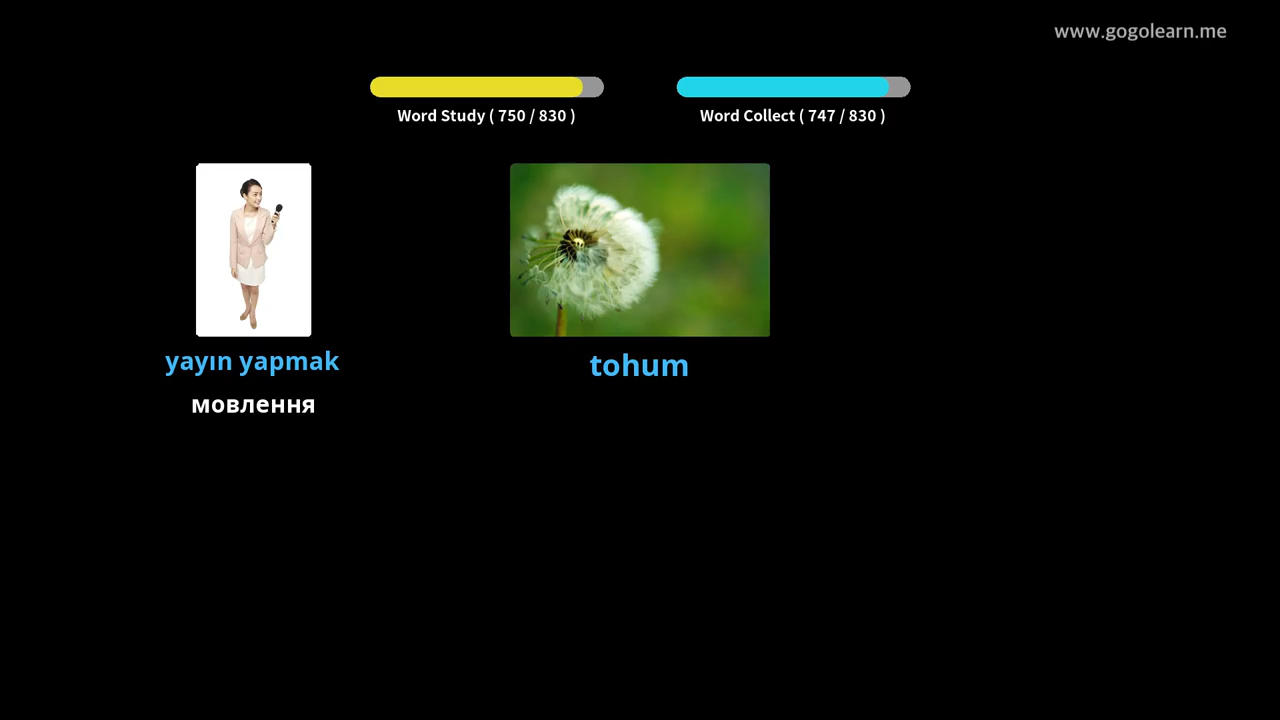 www.gogolearn.me
Word Study ( 750 / 830 )
Word Collect ( 747 / 830 )
yayın yapmak
мовлення
tohum